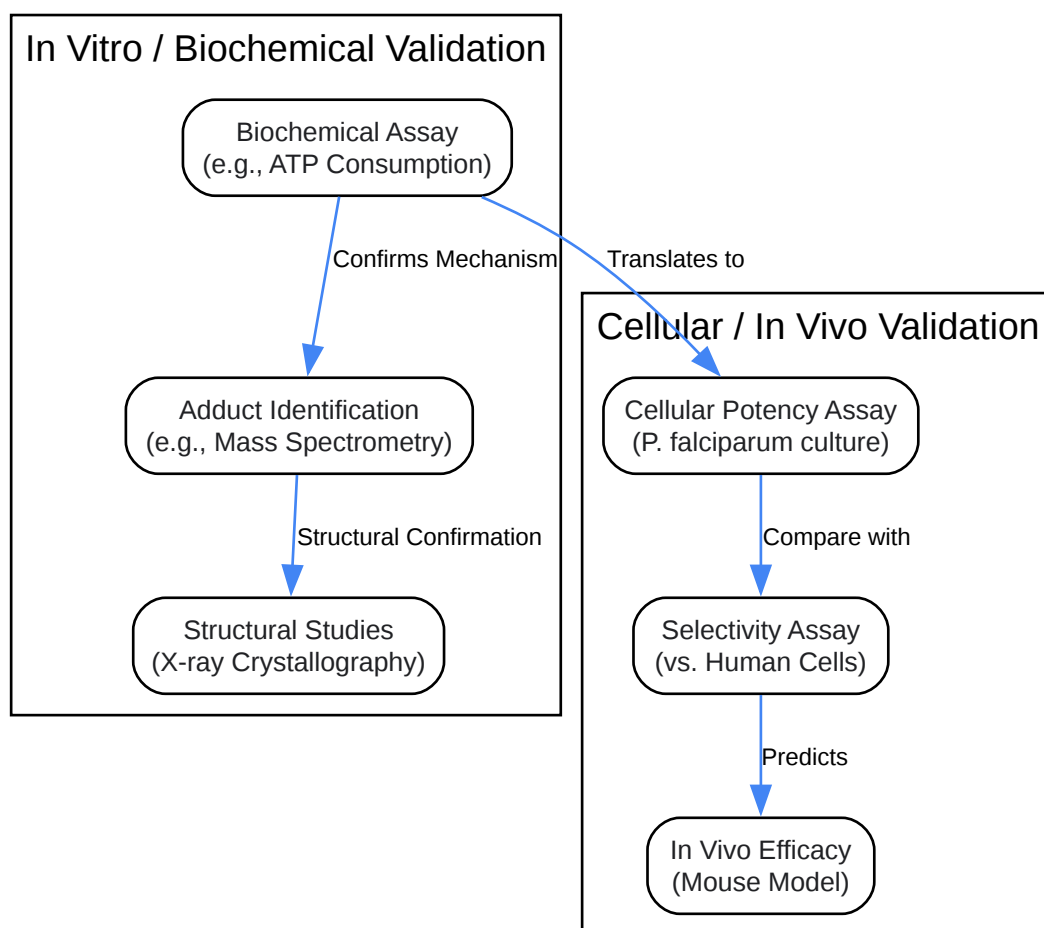 In Vitro / Biochemical Validation
Biochemical Assay
(e.g., ATP Consumption)
Confirms Mechanism
Translates to
Adduct Identification
(e.g., Mass Spectrometry)
Structural Confirmation
Structural Studies
(X-ray Crystallography)
Cellular / In Vivo Validation
Cellular Potency Assay
(P. falciparum culture)
Compare with
Selectivity Assay
(vs. Human Cells)
Predicts
In Vivo Efficacy
(Mouse Model)